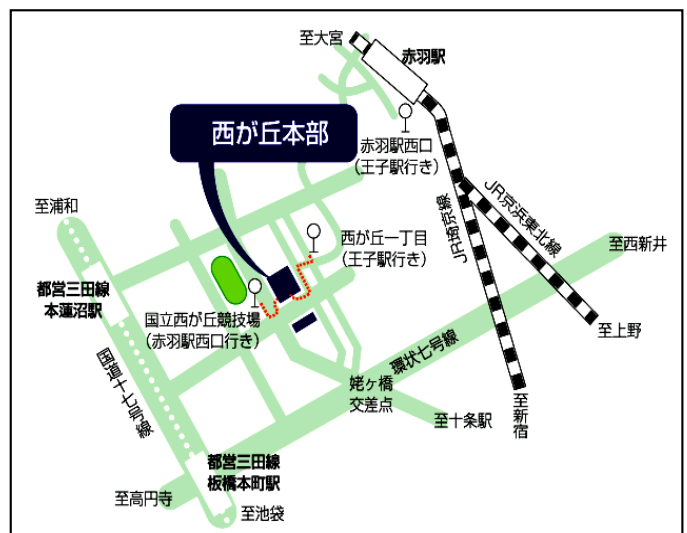 至大宮
赤羽駅
西が丘本部
赤羽駅西口
(王子駅行き)
JR京浜東北線
JR埼京線
至浦和
西が丘一丁目
(王子駅行き)
至西新井
都営三田線
本蓮沼駅
国立西が丘競技場
(赤羽駅西口行き)
至上野
環状七号線
国道十七号線
姥ヶ橋
交差点
至十条駅
至新宿
都営三田線
板橋本町駅
至高円寺
至池袋